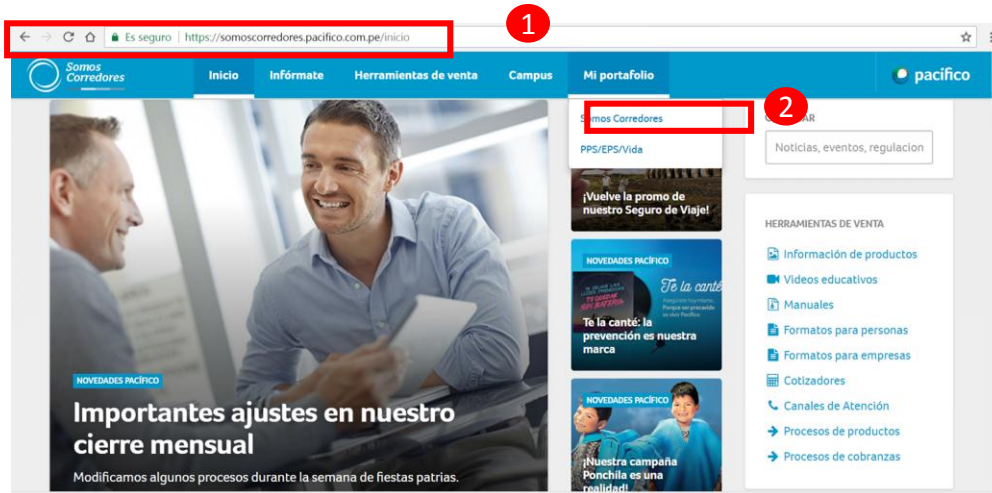 1
Es seguro | https://somoscorredores.pacifico.com.pe/inicio
Somos
Corredores
Inicio
Infórmate
Herramientas de venta
Campus
Mi portafolio
pacifico
Somos Corredores
2
AR
PPS/EPS/Vida
Noticias, eventos, regulacion
¡Vuelve la promo de
nuestro Seguro de Viaje!
HERRAMIENTAS DE VENTA
Información de productos
Videos educativos
Manuales
Formatos para personas
Formatos para empresas
Cotizadores
Canales de Atención
Procesos de productos
Procesos de cobranzas
NOVEDADES PACÍFICO
Te la canté
Te la canté: la
prevención es nuestra
marca
NOVEDADES PACÍFICO
¡Nuestra campaña
Ponchila es una
realidad!
NOVEDADES PACÍFICO
Importantes ajustes en nuestro
cierre mensual
Modificamos algunos procesos durante la semana de fiestas patrias.